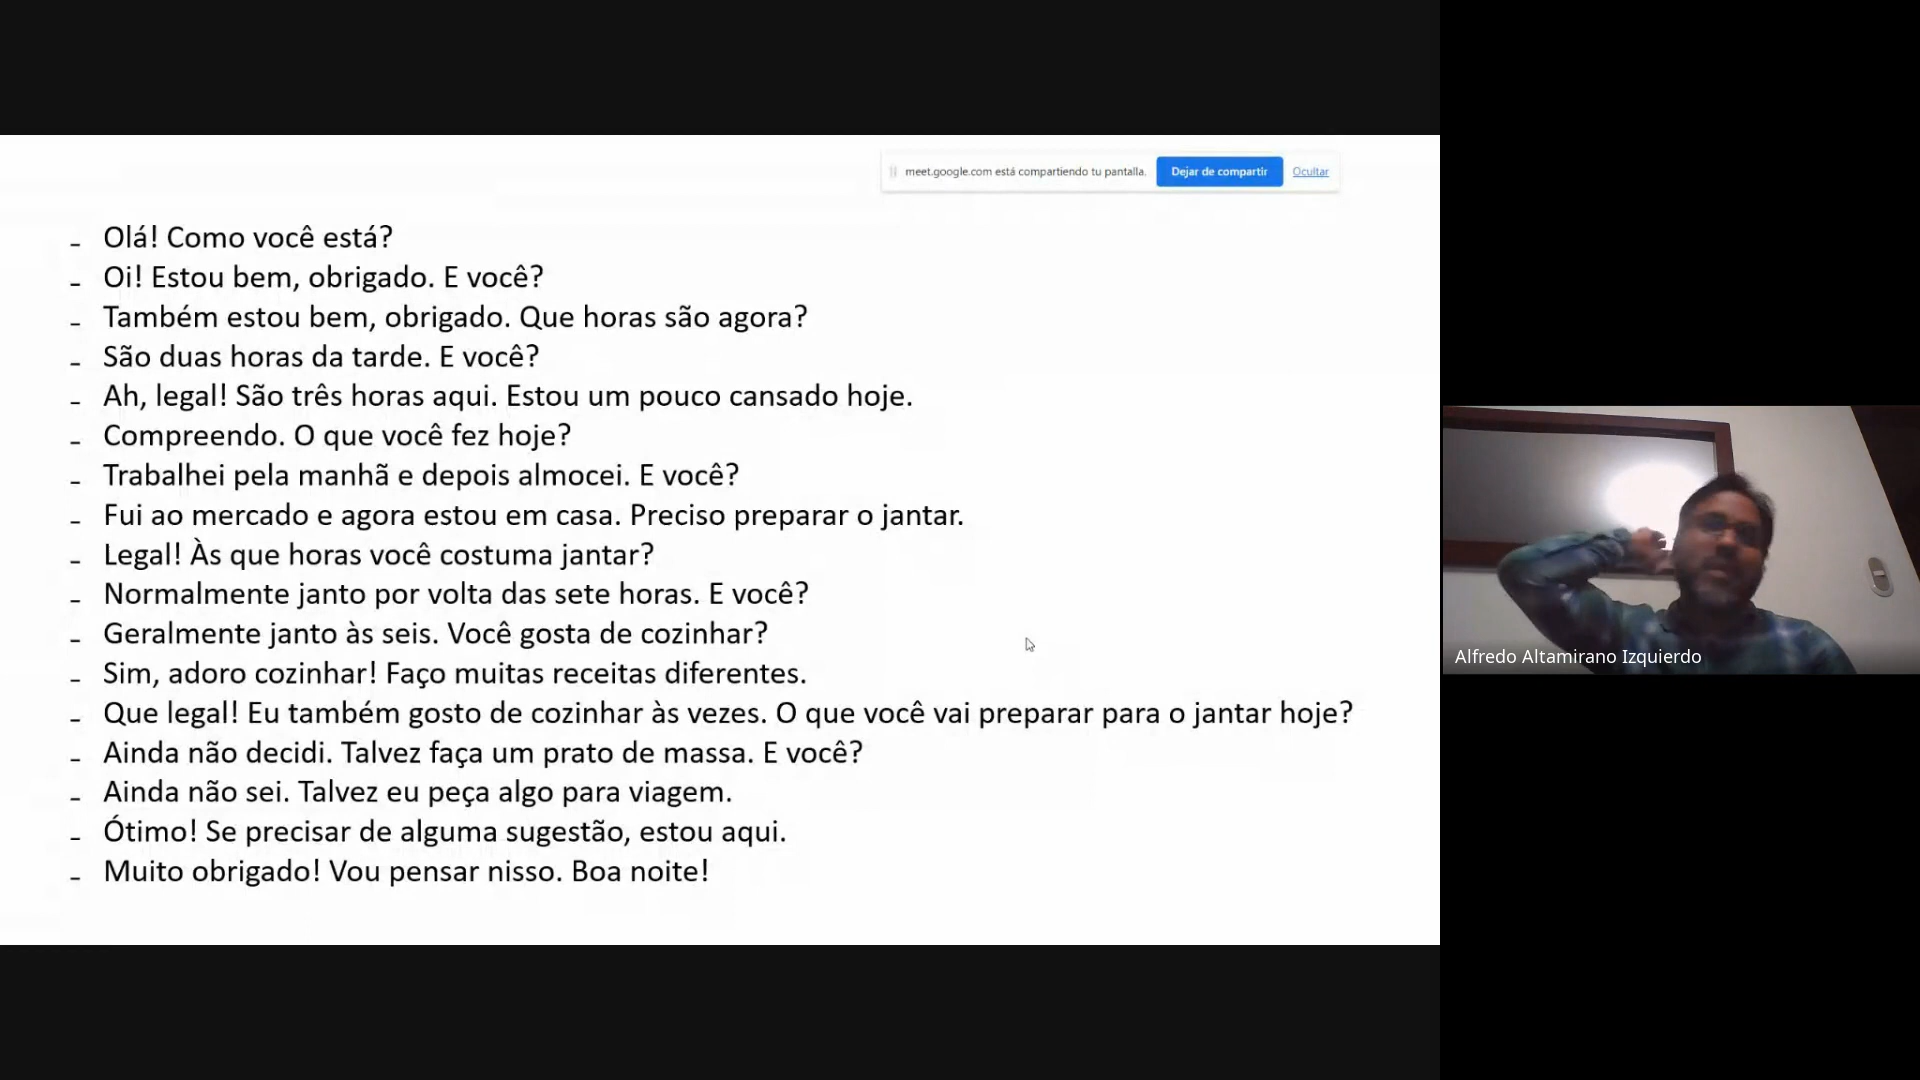 meet.google.com está compartiendo tu pantalla. Dejar de compartir Ocultar
- Olá! Como você está?
- Oi! Estou bem, obrigado. E você?
- Também estou bem, obrigado. Que horas são agora?
- São duas horas da tarde. E você?
- Ah, legal! São três horas aqui. Estou um pouco cansado hoje.
- Compreendo. O que você fez hoje?
- Trabalhei pela manhã e depois almocei. E você?
- Fui ao mercado e agora estou em casa. Preciso preparar o jantar.
- Legal! Às que horas você costuma jantar?
- Normalmente janto por volta das sete horas. E você?
- Geralmente janto às seis. Você gosta de cozinhar?
- Sim, adoro cozinhar! Faço muitas receitas diferentes.
- Que legal! Eu também gosto de cozinhar às vezes. O que você vai preparar para o jantar hoje?
- Ainda não decidi. Talvez faça um prato de massa. E você?
- Ainda não sei. Talvez eu peça algo para viagem.
- Ótimo! Se precisar de alguma sugestão, estou aqui.
- Muito obrigado! Vou pensar nisso. Boa noite!
Alfredo Altamirano Izquierdo